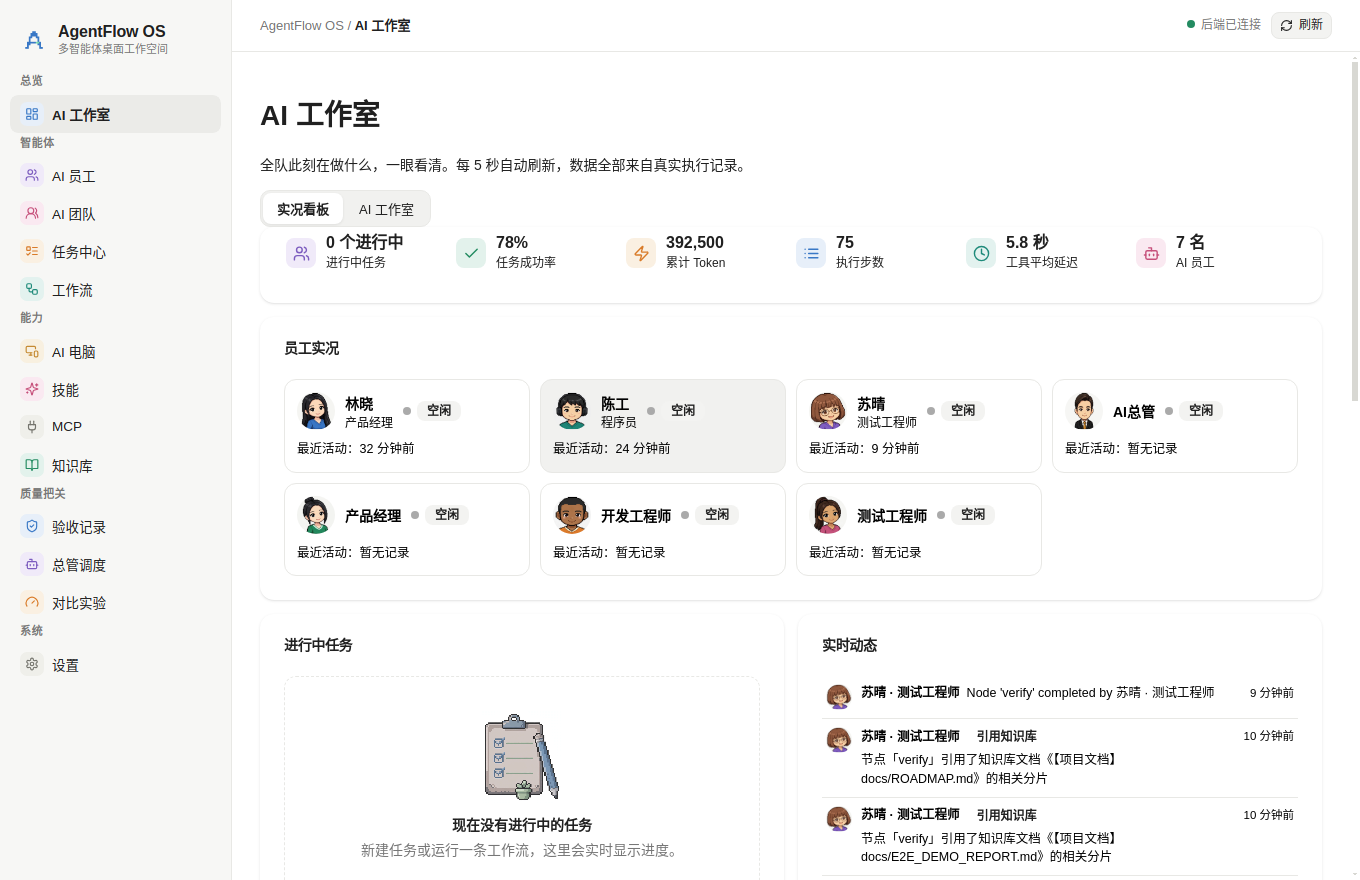 AgentFlow OS
多智能体桌面工作空间
总览
AI 工作室
智能体
AI 员工
AI 团队
任务中心
工作流
能力
AI 电脑
技能
MCP
知识库
质量把关
验收记录
总管调度
对比实验
系统
设置
AgentFlow OS / AI 工作室
后端已连接
刷新
AI 工作室
全队此刻在做什么，一眼看清。每 5 秒自动刷新，数据全部来自真实执行记录。
实况看板
AI 工作室
0 个进行中
进行中任务
78%
任务成功率
392,500
累计 Token
75
执行步数
5.8 秒
工具平均延迟
7 名
AI 员工
员工实况
林晓
产品经理
空闲
最近活动：32 分钟前
陈工
程序员
空闲
最近活动：24 分钟前
苏晴
测试工程师
空闲
最近活动：9 分钟前
AI总管
空闲
最近活动：暂无记录
产品经理
空闲
最近活动：暂无记录
开发工程师
空闲
最近活动：暂无记录
测试工程师
空闲
最近活动：暂无记录
进行中任务
现在没有进行中的任务
新建任务或运行一条工作流，这里会实时显示进度。
实时动态
苏晴 · 测试工程师 Node 'verify' completed by 苏晴 · 测试工程师 9 分钟前
苏晴 · 测试工程师 引用知识库 10 分钟前
节点「verify」引用了知识库文档《【项目文档】
docs/ROADMAP.md》的相关分片
苏晴 · 测试工程师 引用知识库 10 分钟前
节点「verify」引用了知识库文档《【项目文档】
docs/E2E_DEMO_REPORT.md》的相关分片